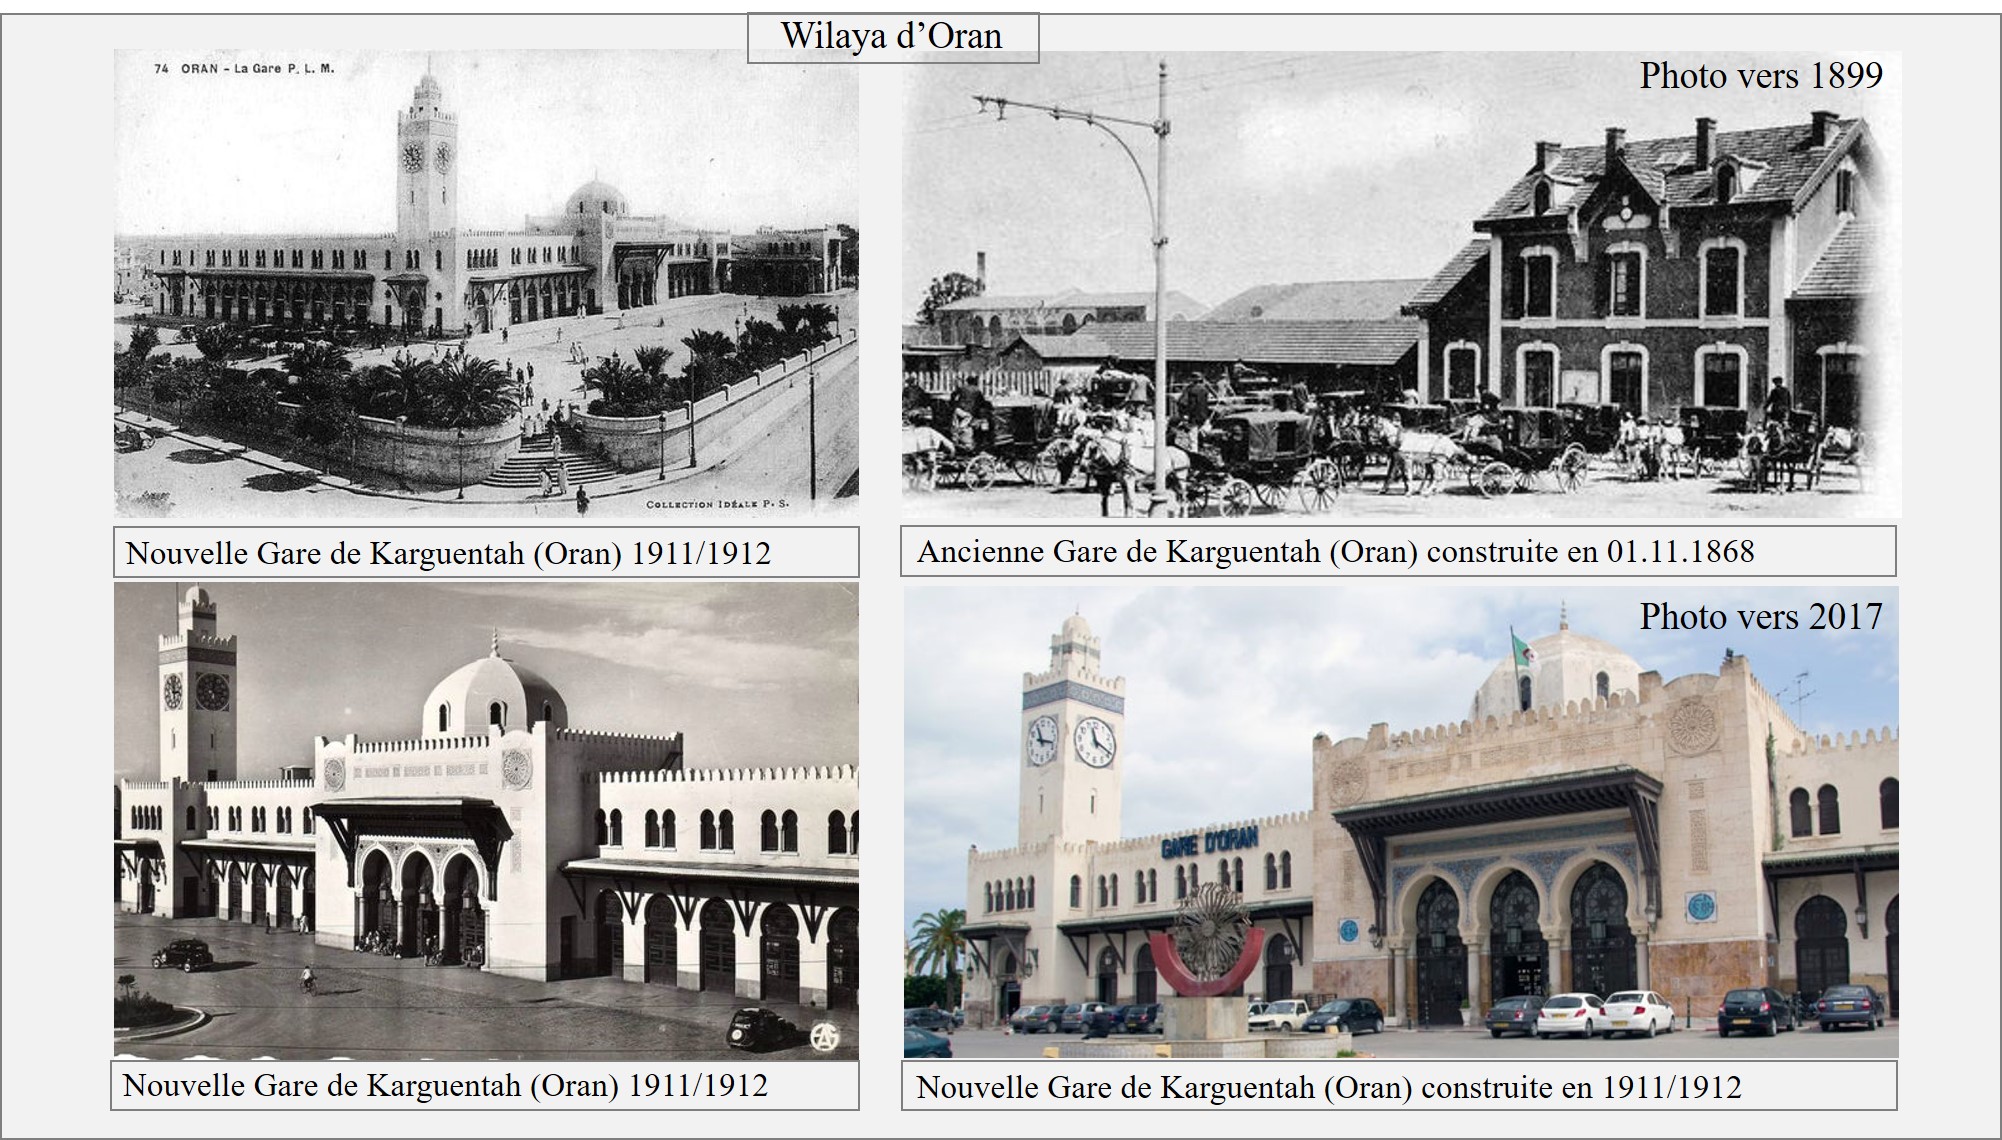 Wilaya d’Oran
74 ORAN - La Gare P. L. M.
COLLECTION IDÉALE P. S.
Nouvelle Gare de Karguentah (Oran) 1911/1912
Photo vers 1899
Ancienne Gare de Karguentah (Oran) construite en 01.11.1868
Nouvelle Gare de Karguentah (Oran) 1911/1912
Photo vers 2017
GARE D'ORAN
Nouvelle Gare de Karguentah (Oran) construite en 1911/1912